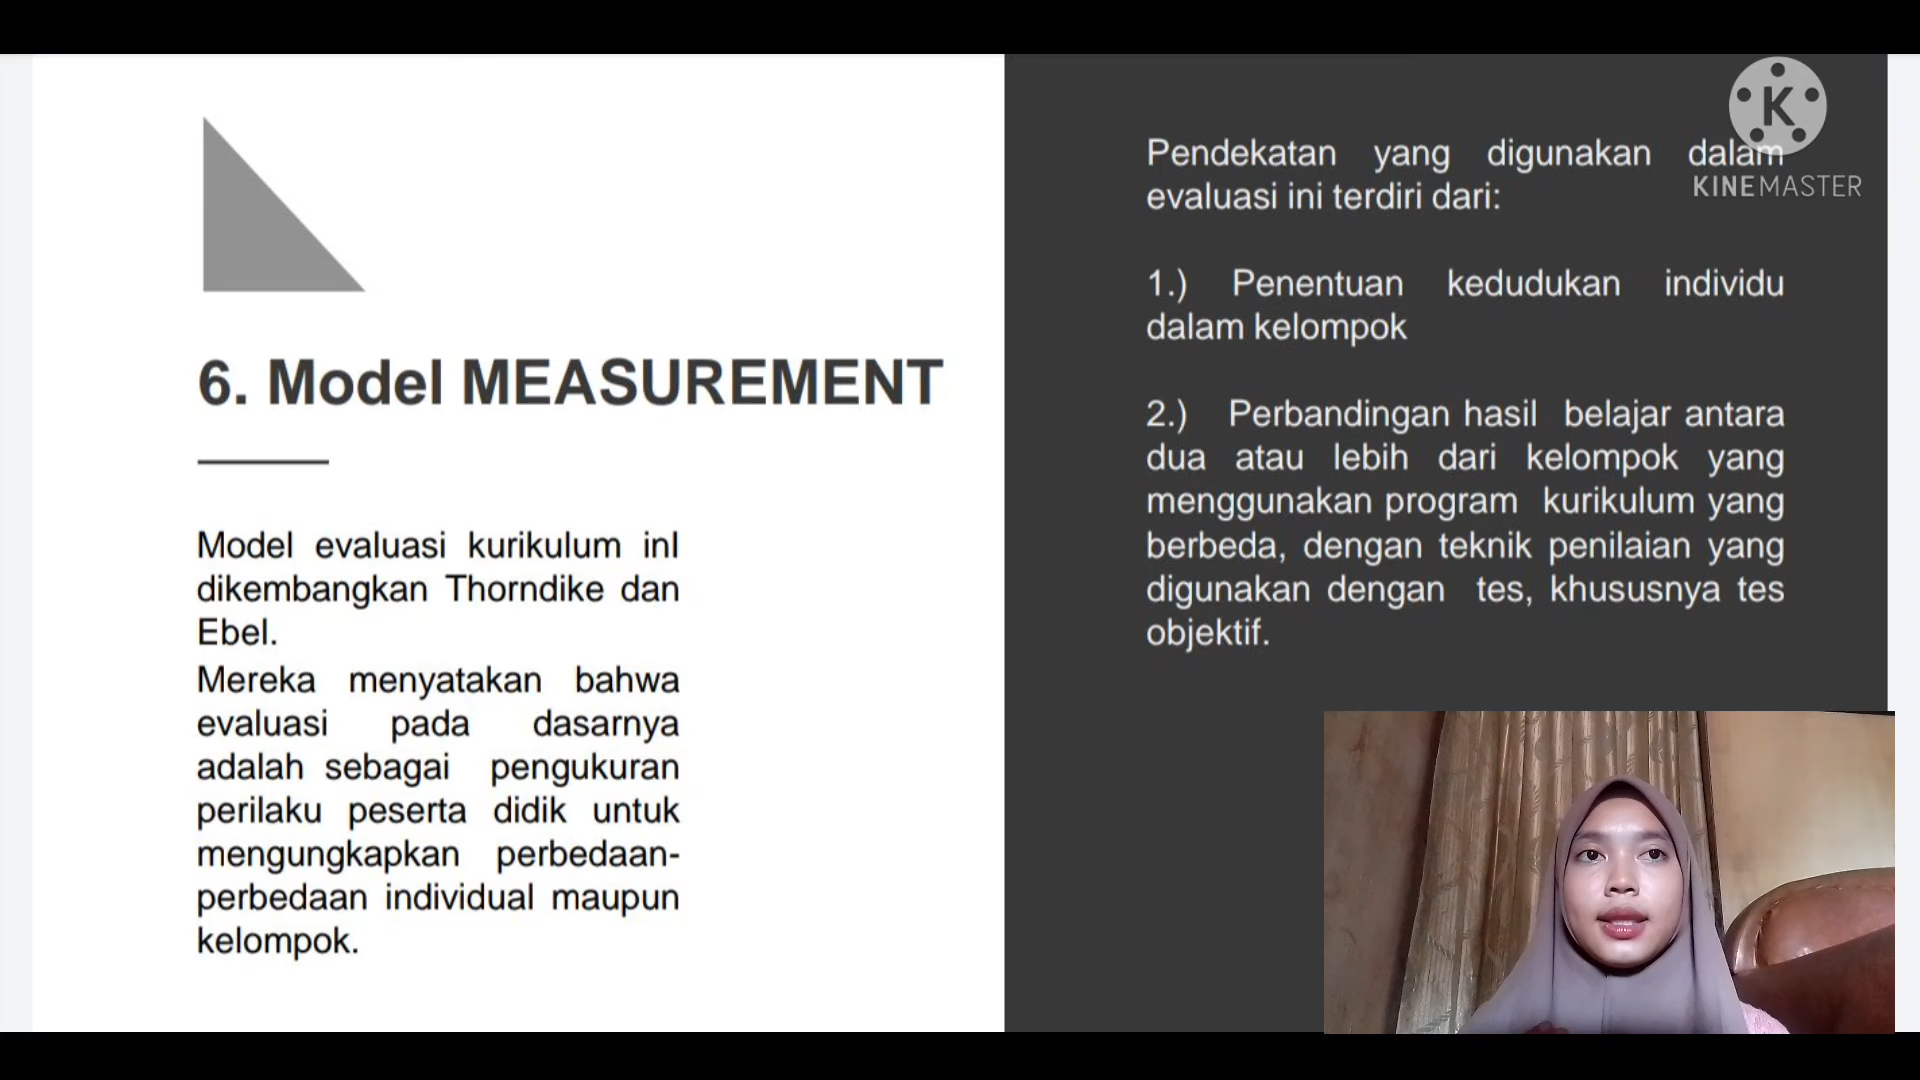 6. Model MEASUREMENT
Model evaluasi kurikulum inI
dikembangkan Thorndike dan
Ebel.
Mereka menyatakan bahwa
evaluasi pada dasarnya
adalah sebagai pengukuran
perilaku peserta didik untuk
mengungkapkan perbedaan-
perbedaan individual maupun
kelompok.
Pendekatan yang digunakan dalam
evaluasi ini terdiri dari:
1.) Penentuan kedudukan individu
dalam kelompok
2.) Perbandingan hasil belajar antara
dua atau lebih dari kelompok yang
menggunakan program kurikulum yang
berbeda, dengan teknik penilaian yang
digunakan dengan tes, khususnya tes
objektif.
K
KINEMASTER